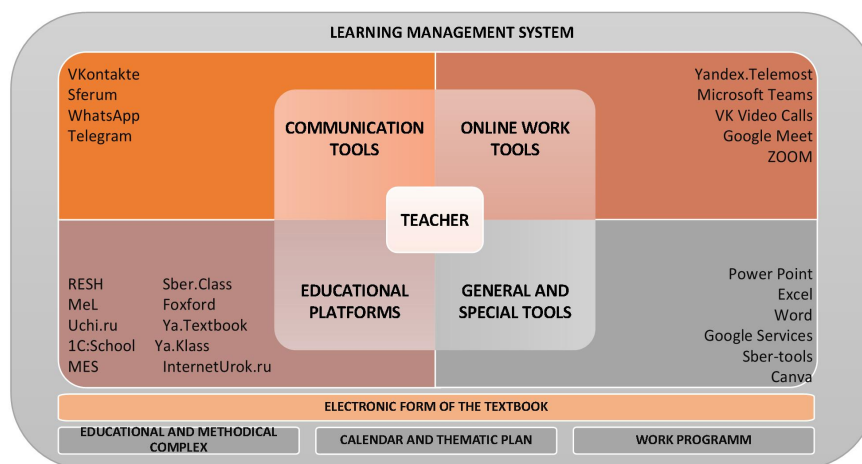 LEARNING MANAGEMENT SYSTEM
VKontakte
Sferum
WhatsApp
Telegram
Yandex.Telemost
Microsoft Teams
VK Video Calls
Google Meet
ZOOM
COMMUNICATION
TOOLS
ONLINE WORK
TOOLS
TEACHER
EDUCATIONAL
PLATFORMS
GENERAL AND
SPECIAL TOOLS
RESH Sber.Class
MeL Foxford
Uchi.ru Ya.Textbook
1C:School Ya.Klass
MES InternetUrok.ru
Power Point
Excel
Word
Google Services
Sber-tools
Canva
ELECTRONIC FORM OF THE TEXTBOOK
EDUCATIONAL AND METHODICAL
COMPLEX
CALENDAR AND THEMATIC PLAN
WORK PROGRAMM